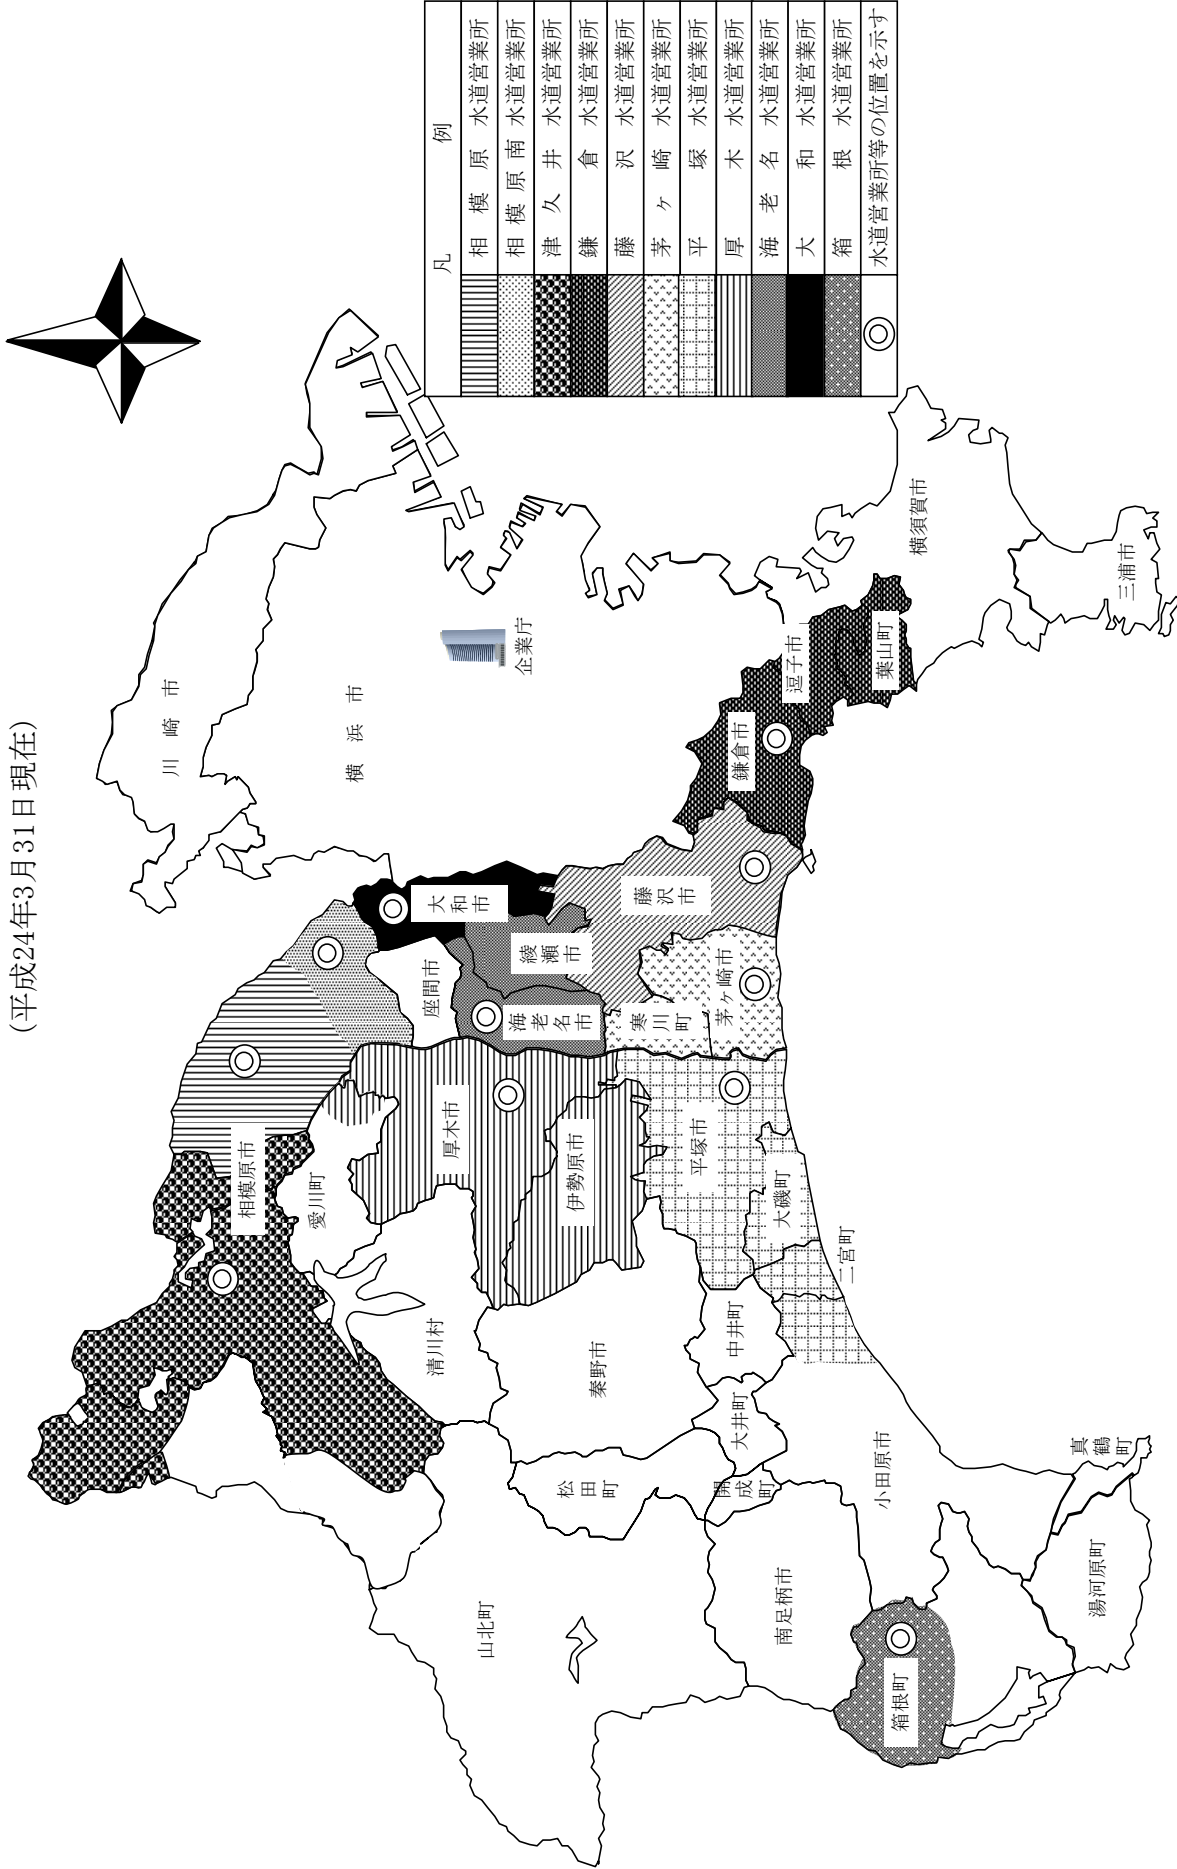 (平成24年3月31日現在)
凡例
相模原水道営業所
相模原南水道営業所
津久井水道営業所
鎌倉水道営業所
藤沢水道営業所
茅ヶ崎水道営業所
平塚水道営業所
厚木水道営業所
海老名水道営業所
大和水道営業所
箱根水道営業所
水道営業所等の位置を示す
川崎市
横浜市
企業庁
横須賀市
三浦市
逗子市
葉山町
鎌倉市
大和市
藤沢市
綾瀬市
座間市
海老名市
寒川町
茅ヶ崎市
相模原市
愛川町
厚木市
伊勢原市
平塚市
大磯町
二宮町
清川村
秦野市
中井町
大井町
松田町
開成町
小田原市
山北町
南足柄市
箱根町
真鶴町
湯河原町